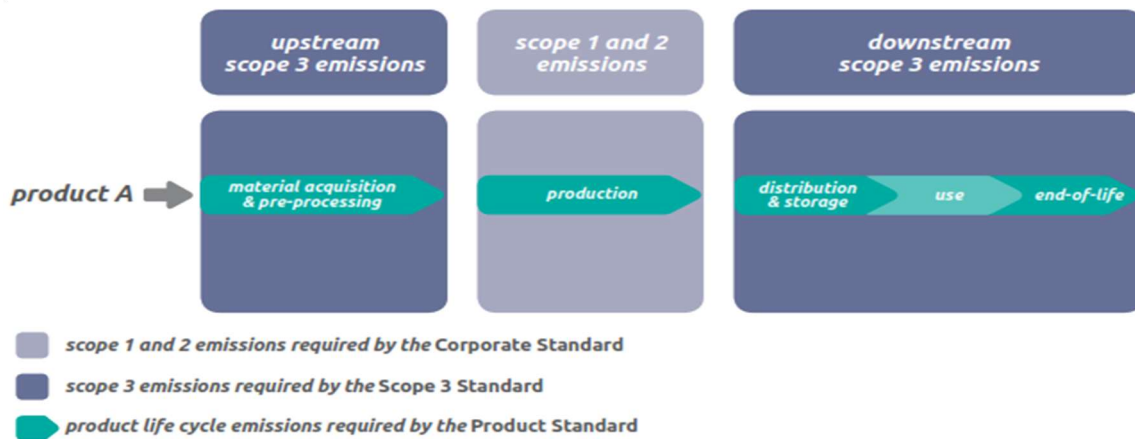 upstream
scope 3 emissions
scope 1 and 2
emissions
downstream
scope 3 emissions
product A
material acquisition
& pre-processing
production
distribution
& storage
use
end-of-life
scope 1 and 2 emissions required by the Corporate Standard
scope 3 emissions required by the Scope 3 Standard
product life cycle emissions required by the Product Standard